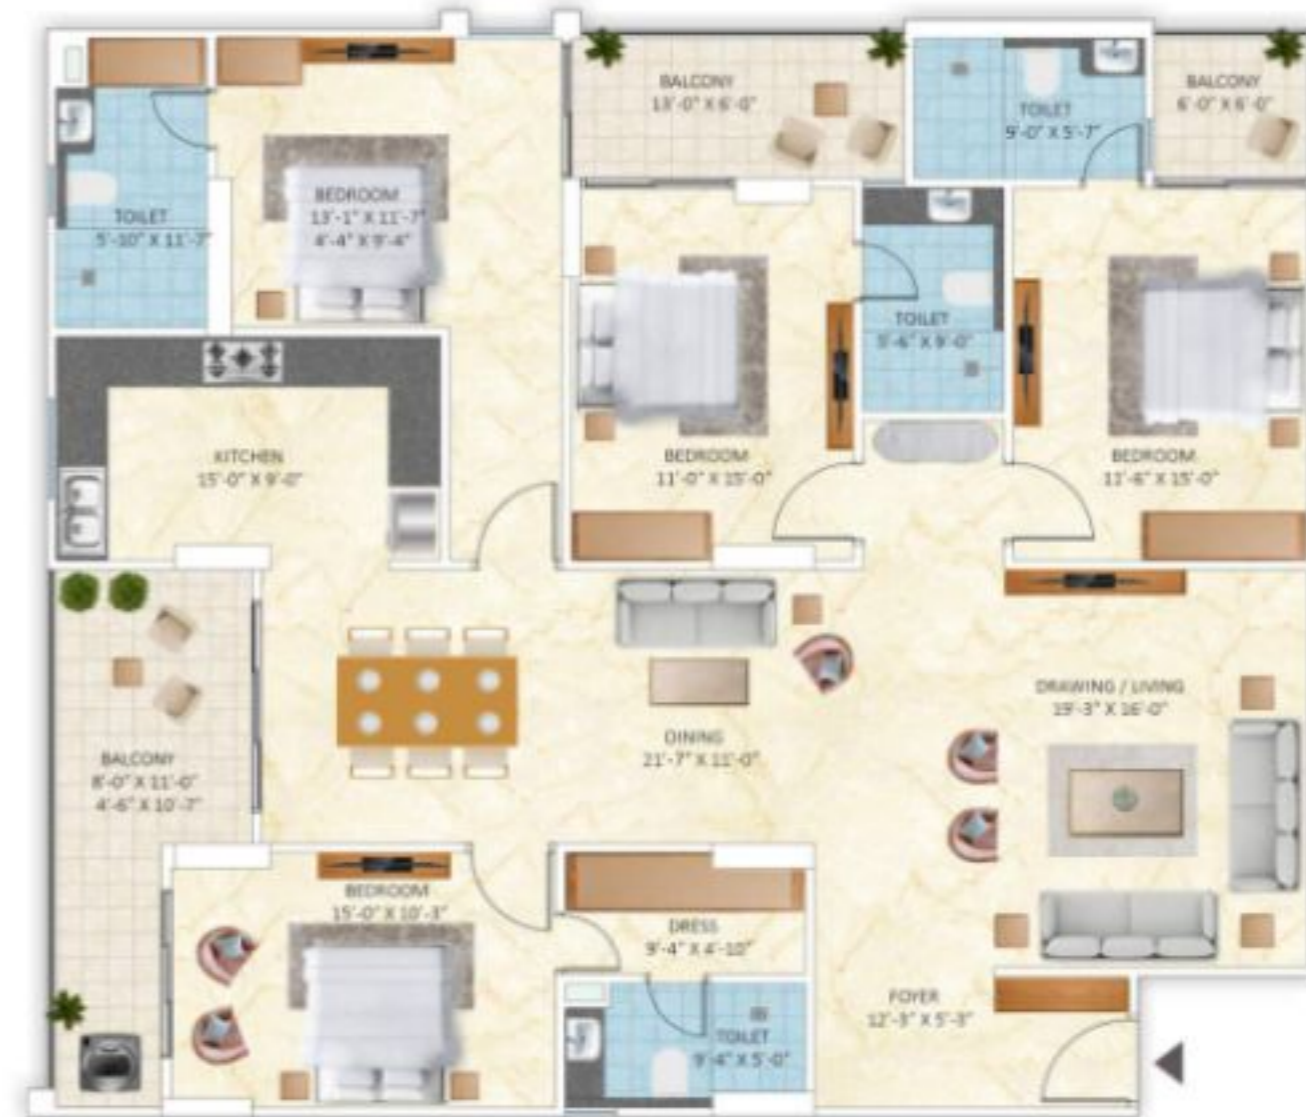 BALCONY
13'-0" X 6'-0"
TOILET
9'-0" X 5'-7"
BALCONY
6'-0" X 6'-0"
BEDROOM
13'-1" X 11'-7"
4'-4" X 9'-4"
TOILET
5'-10" X 11'-7"
TOILET
5'-6" X 9'-0"
KITCHEN
15'-0" X 9'-0"
BEDROOM
11'-0" X 15'-0"
BEDROOM
11'-6" X 15'-0"
DRAWING / LIVING
19'-3" X 16'-0"
DINING
21'-7" X 11'-0"
BALCONY
8'-0" X 11'-0"
4'-6" X 10'-7"
BEDROOM
15'-0" X 10'-3"
DRESS
9'-4" X 4'-10"
FOYER
12'-3" X 5'-3"
TOILET
9'-4" X 5'-0"